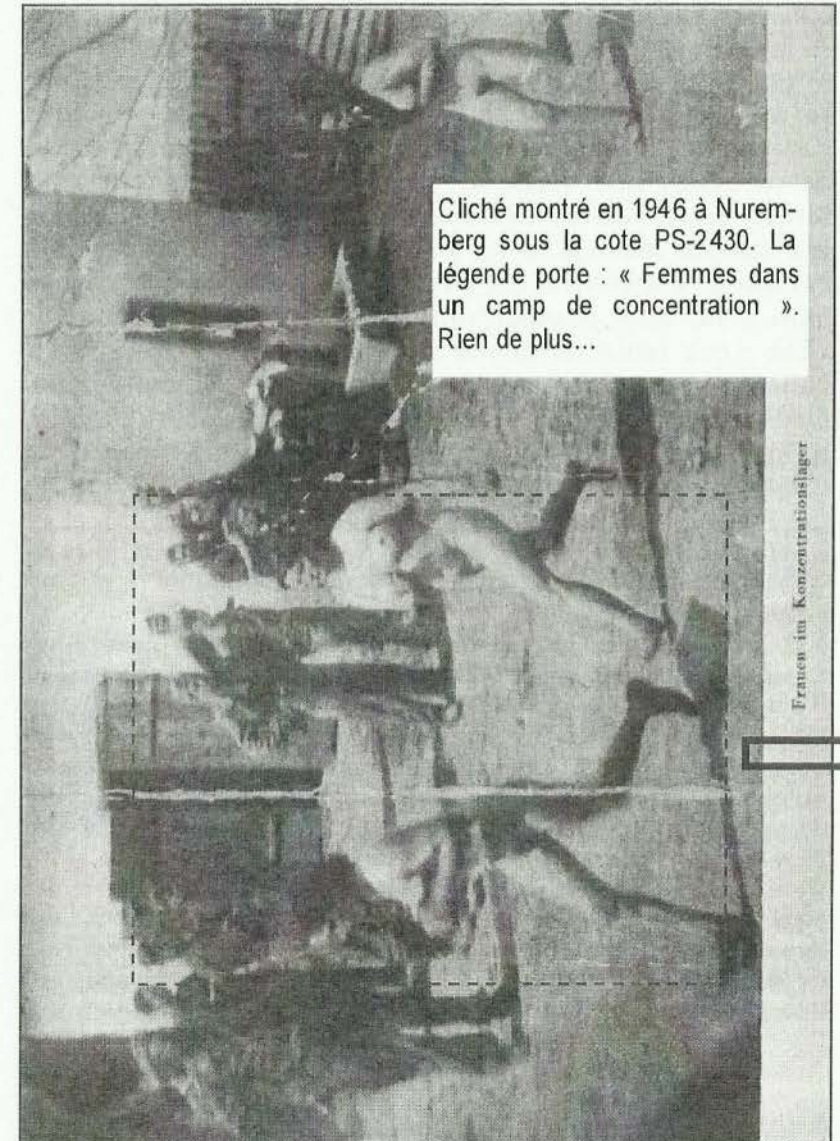 Cliché montré en 1946 à Nurem-
berg sous la cote PS-2430. La
légende porte : « Femmes dans
un camp de concentration ».
Rien de plus...
Frauen im Konzentrationslager